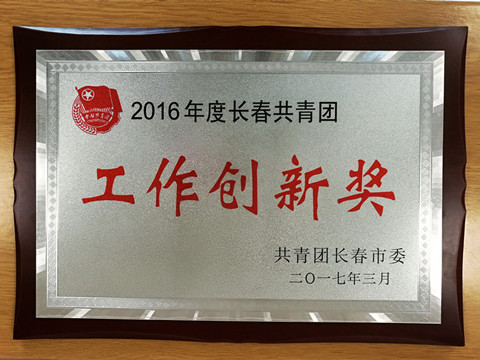 2016年度长春共青团
工作创新奖
共青团长春市委
二〇一七年三月